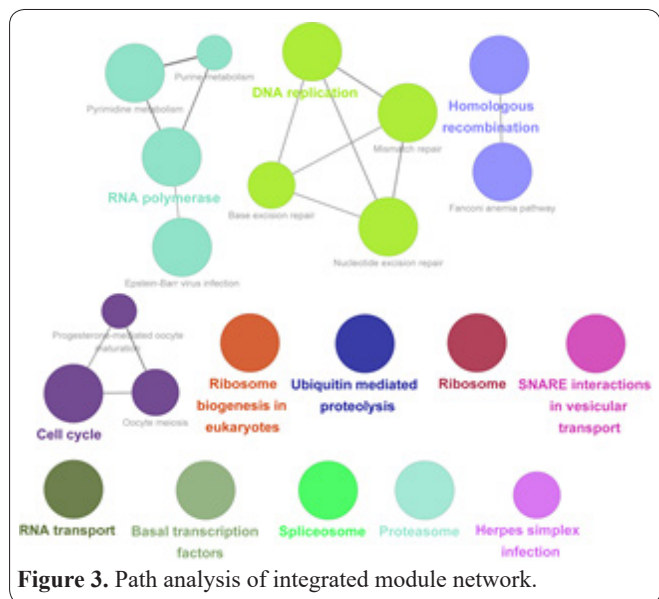 Purine metabolism
Pyrimidine metabolism
RNA polymerase
Epstein-Barr virus infection
DNA replication
Mismatch repair
Base excision repair
Nucleotide excision repair
Homologous
recombination
Fanconi anemia pathway
Progesterone-mediated oocyte
maturation
Oocyte meiosis
Cell cycle
Ribosome
biogenesis in
eukaryotes
Ubiquitin mediated
proteolysis
Ribosome
SNARE interactions
in vesicular
transport
RNA transport
Basal transcription
factors
Spliceosome
Proteasome
Herpes simplex
infection
Figure 3. Path analysis of integrated module network.